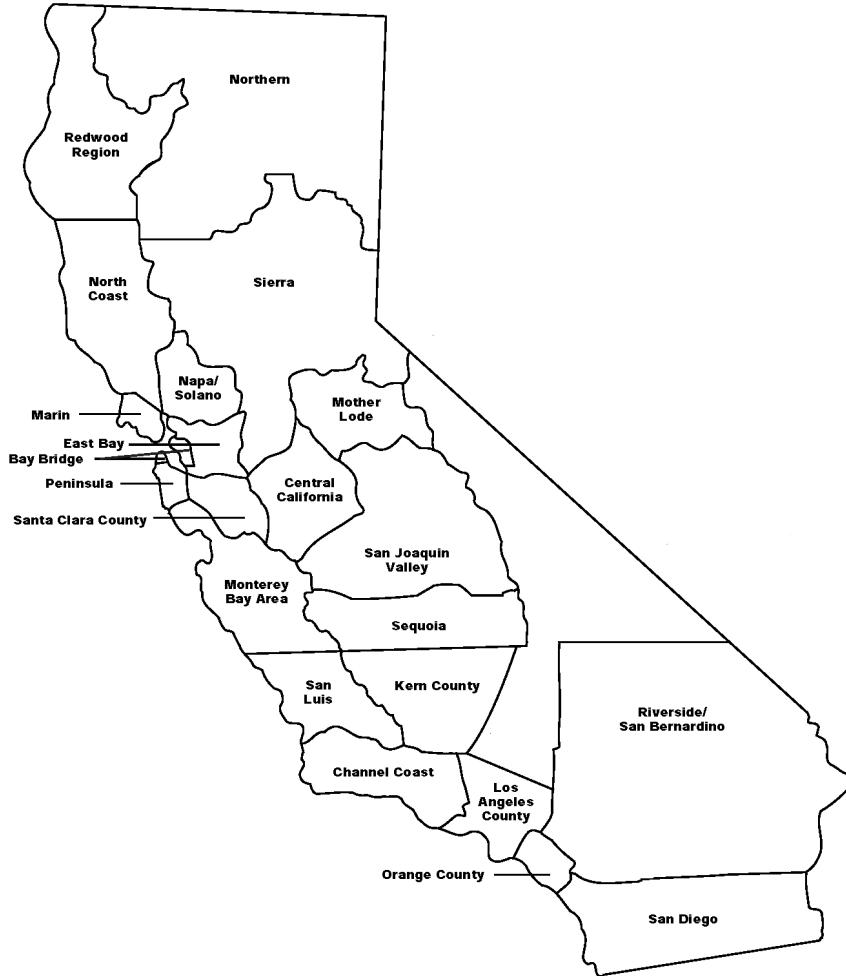 Northern
Redwood
Region
North
Coast
Sierra
Napa/
Solano
Mother
Lode
Marin
East Bay
Bay Bridge
Peninsula
Central
California
Santa Clara County
San Joaquin
Valley
Monterey
Bay Area
Sequoia
San
Luis
Kern County
Riverside/
San Bernardino
Channel Coast
Los
Angeles
County
Orange County
San Diego